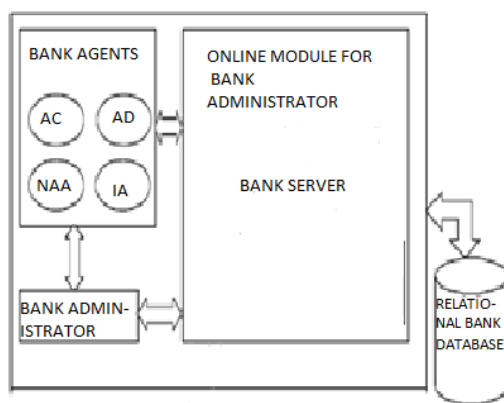 BANK AGENTS
AC
AD
NAA
IA
ONLINE MODULE FOR
BANK
ADMINISTRATOR
BANK SERVER
BANK ADMIN-
ISTRATOR
RELATIO-
NAL BANK
DATABASE